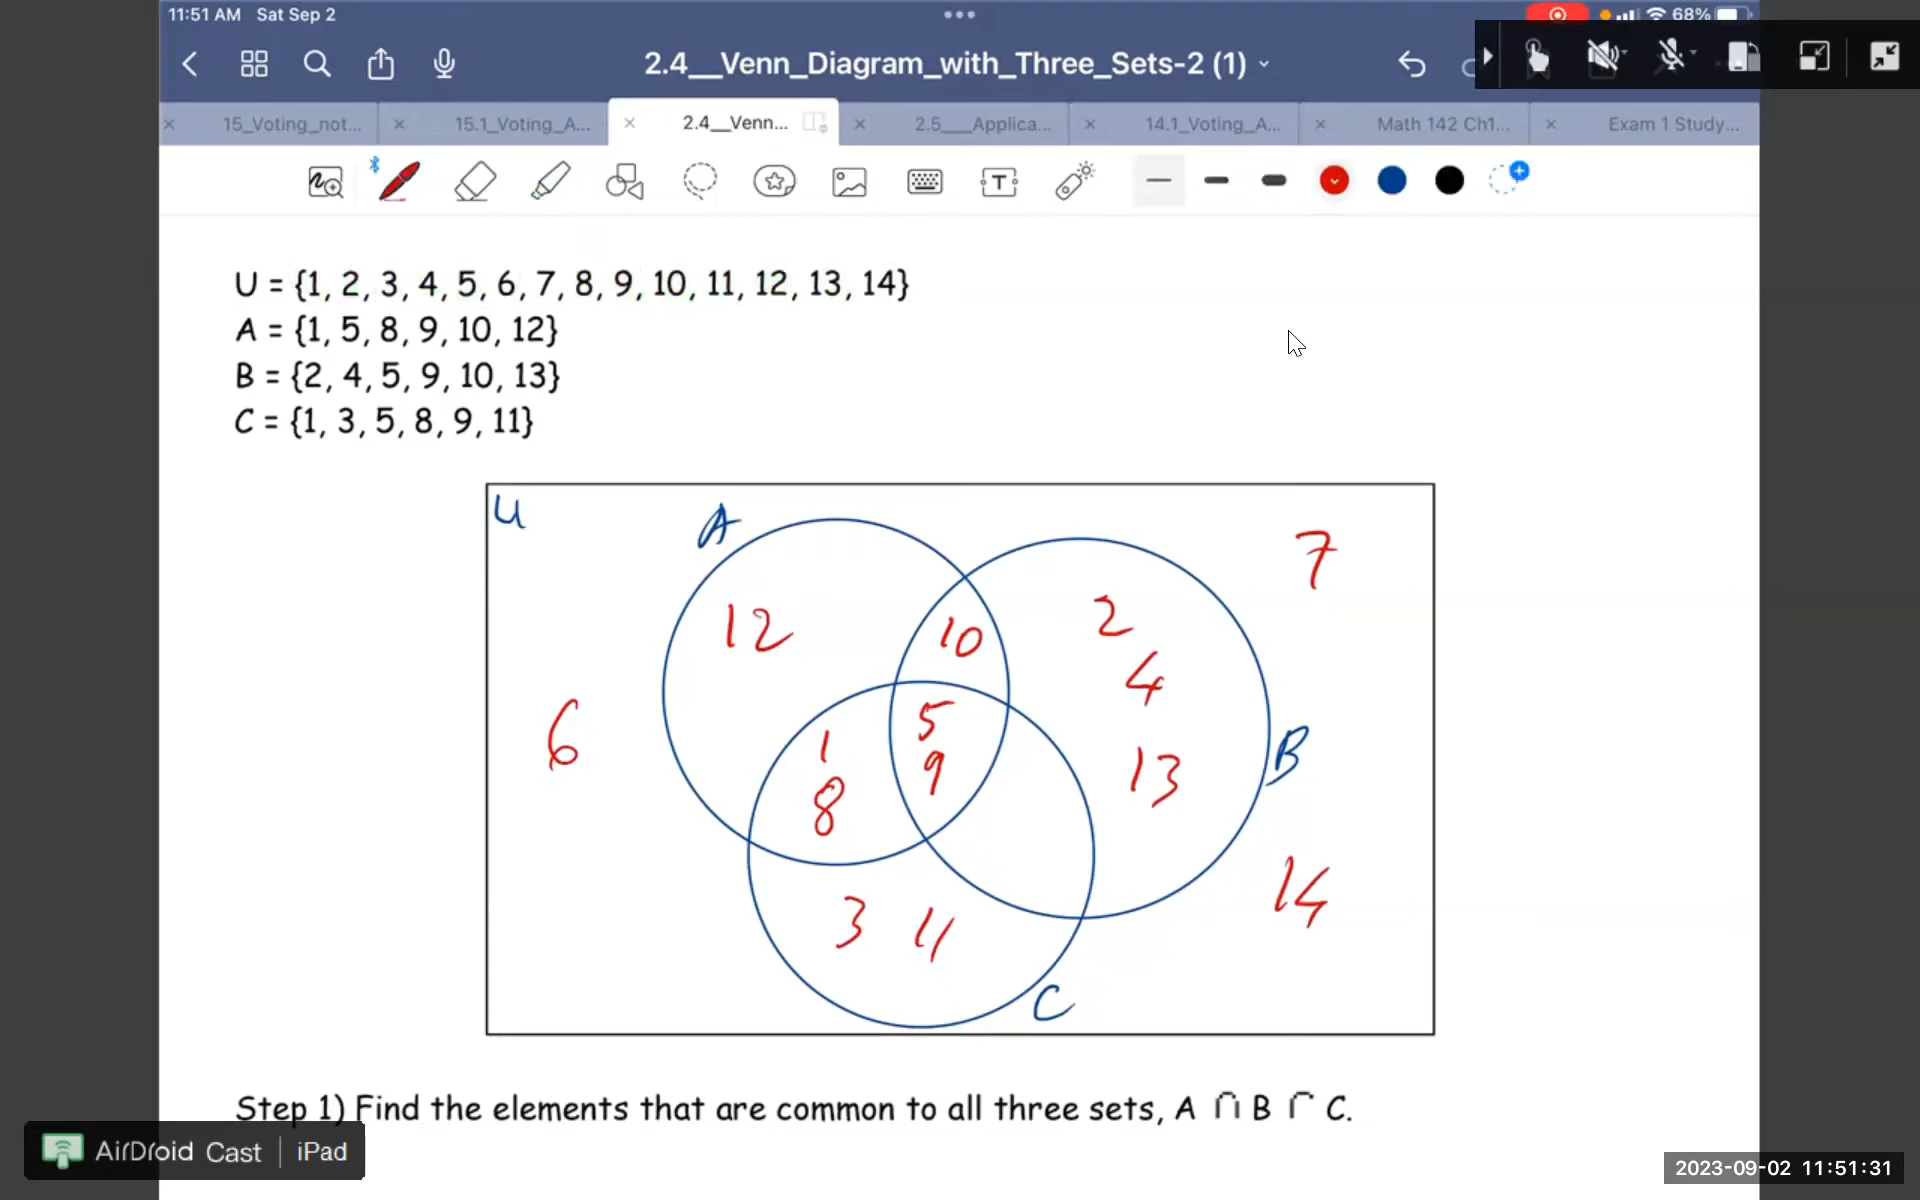 11:51 AM Sat Sep 2
68%
2.4__Venn_Diagram_with_Three_Sets-2 (1)
15_Voting_not...
15.1_Voting_A...
2.4__Venn...
2.5___Applica...
14.1_Voting_A...
Math 142 Ch1...
Exam 1 Study...
U = {1, 2, 3, 4, 5, 6, 7, 8, 9, 10, 11, 12, 13, 14}
A = {1, 5, 8, 9, 10, 12}
B = {2, 4, 5, 9, 10, 13}
C = {1, 3, 5, 8, 9, 11}
U
A
7
12
10
2
4
6
5
1
9
13
B
8
14
3
11
C
Step 1) Find the elements that are common to all three sets, A ∩ B ∩ C.
AirDroid Cast | iPad
2023-09-02 11:51:31